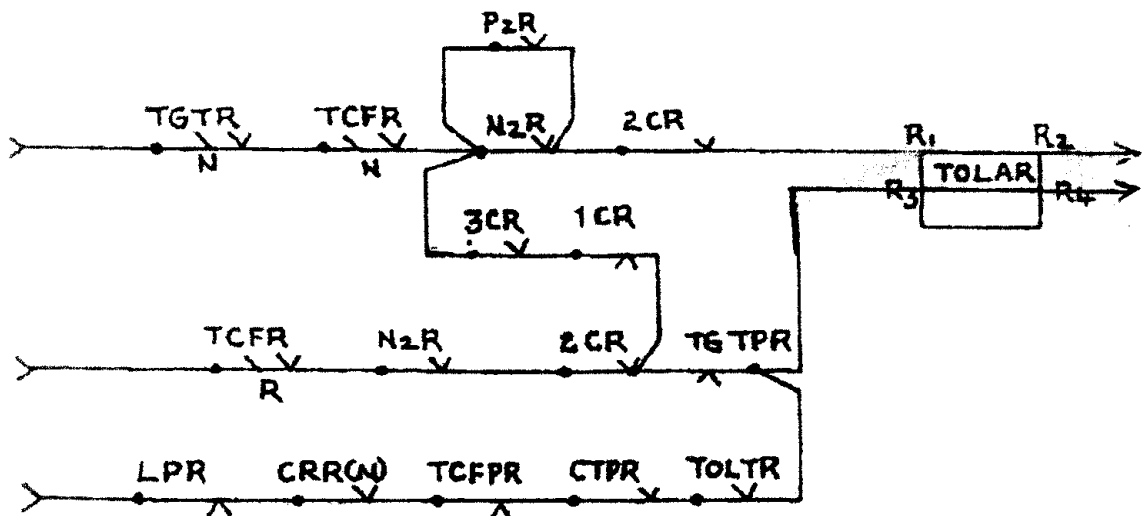 P2R
TGTR TCFR N2R 2CR R1 R2
N N
TOLAR
R3 R4
3CR 1CR
TCFR N2R 2CR TGTPR
R
LPR CRR(N) TCFPR CTPR TOLTR